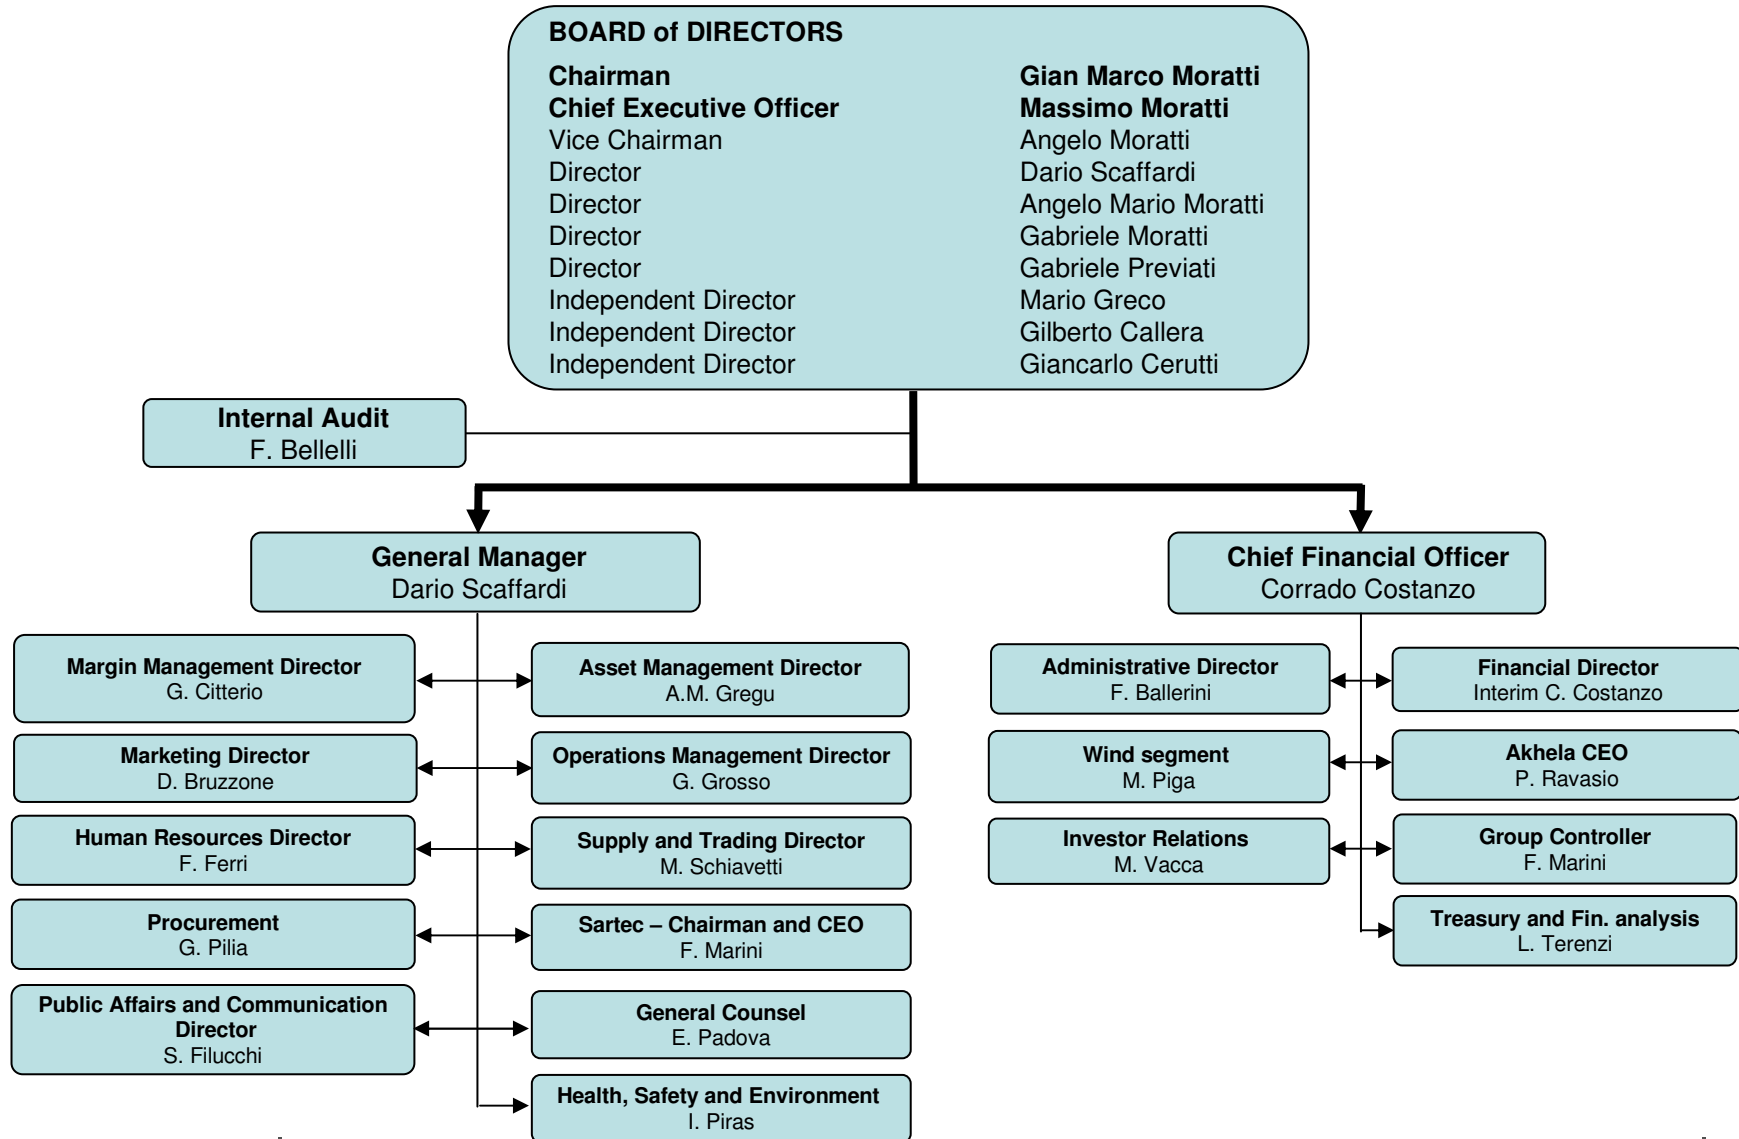 BOARD of DIRECTORS
Chairman Gian Marco Moratti
Chief Executive Officer Massimo Moratti
Vice Chairman Angelo Moratti
Director Dario Scaffardi
Director Angelo Mario Moratti
Director Gabriele Moratti
Director Gabriele Previati
Independent Director Mario Greco
Independent Director Gilberto Callera
Independent Director Giancarlo Cerutti
Internal Audit
F. Bellelli
General Manager
Dario Scaffardi
Chief Financial Officer
Corrado Costanzo
Margin Management Director
G. Citterio
Asset Management Director
A.M. Gregu
Marketing Director
D. Bruzzone
Operations Management Director
G. Grosso
Human Resources Director
F. Ferri
Supply and Trading Director
M. Schiavetti
Procurement
G. Pilia
Sartec – Chairman and CEO
F. Marini
Public Affairs and Communication
Director
S. Filucchi
General Counsel
E. Padova
Health, Safety and Environment
I. Piras
Administrative Director
F. Ballerini
Financial Director
Interim C. Costanzo
Wind segment
M. Piga
Akhela CEO
P. Ravasio
Investor Relations
M. Vacca
Group Controller
F. Marini
Treasury and Fin. analysis
L. Terenzi